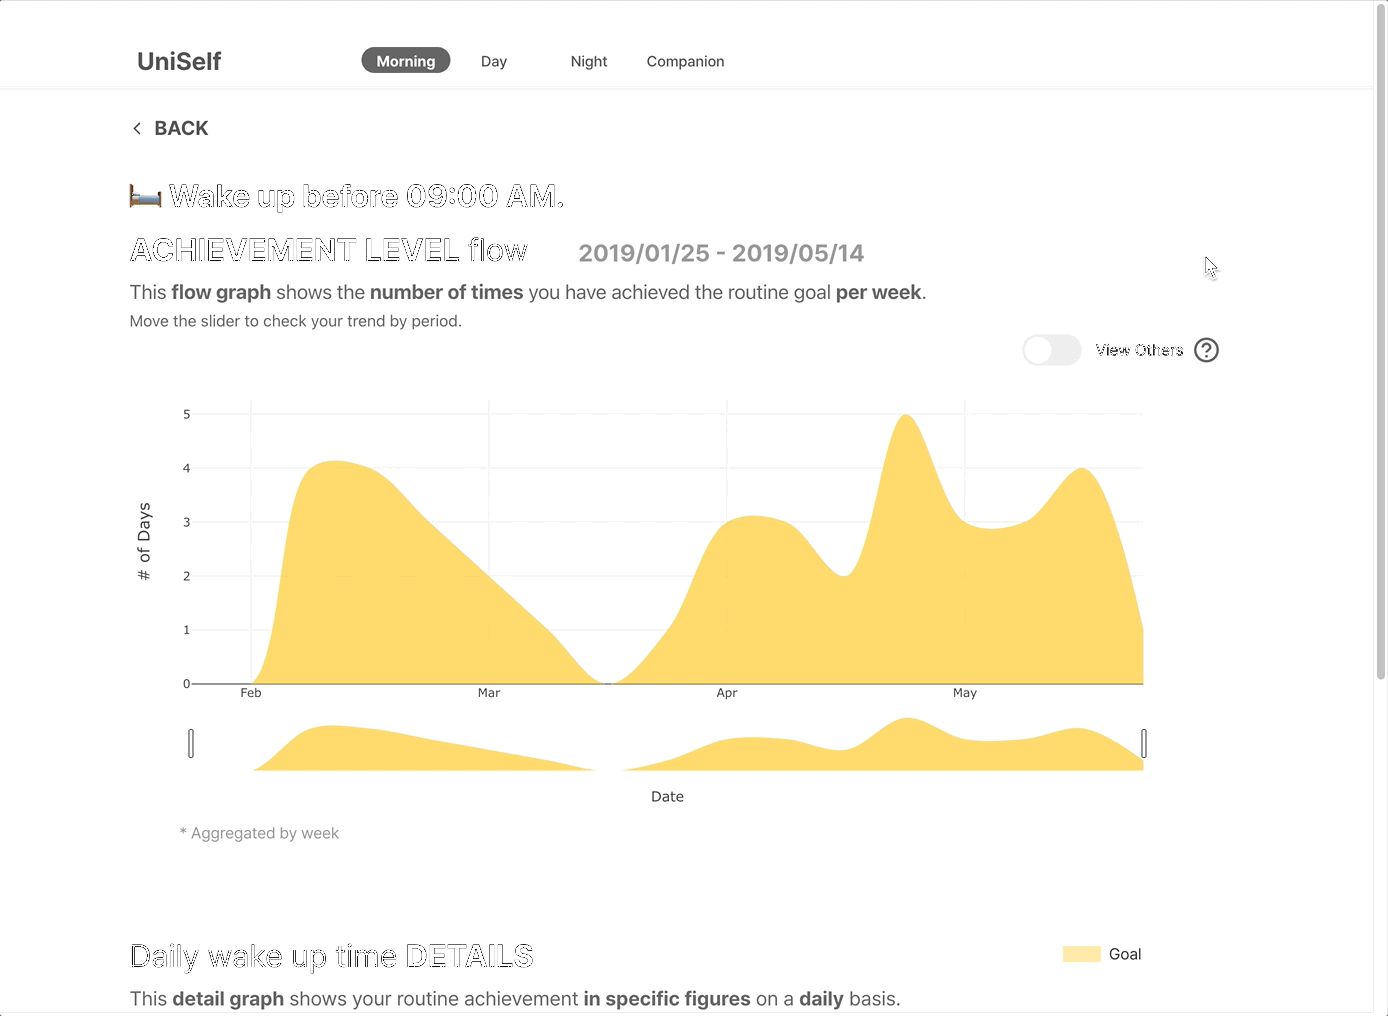 UniSelf
Morning Day Night Companion
BACK
Wake up before 09:00 AM.
ACHIEVEMENT LEVEL flow 2019/01/25 - 2019/05/14
This flow graph shows the number of times you have achieved the routine goal per week.
Move the slider to check your trend by period.
View Others ?
5
4
3
2
1
0
# of Days
Feb Mar Apr May
Date
* Aggregated by week
Daily wake up time DETAILS
Goal
This detail graph shows your routine achievement in specific figures on a daily basis.